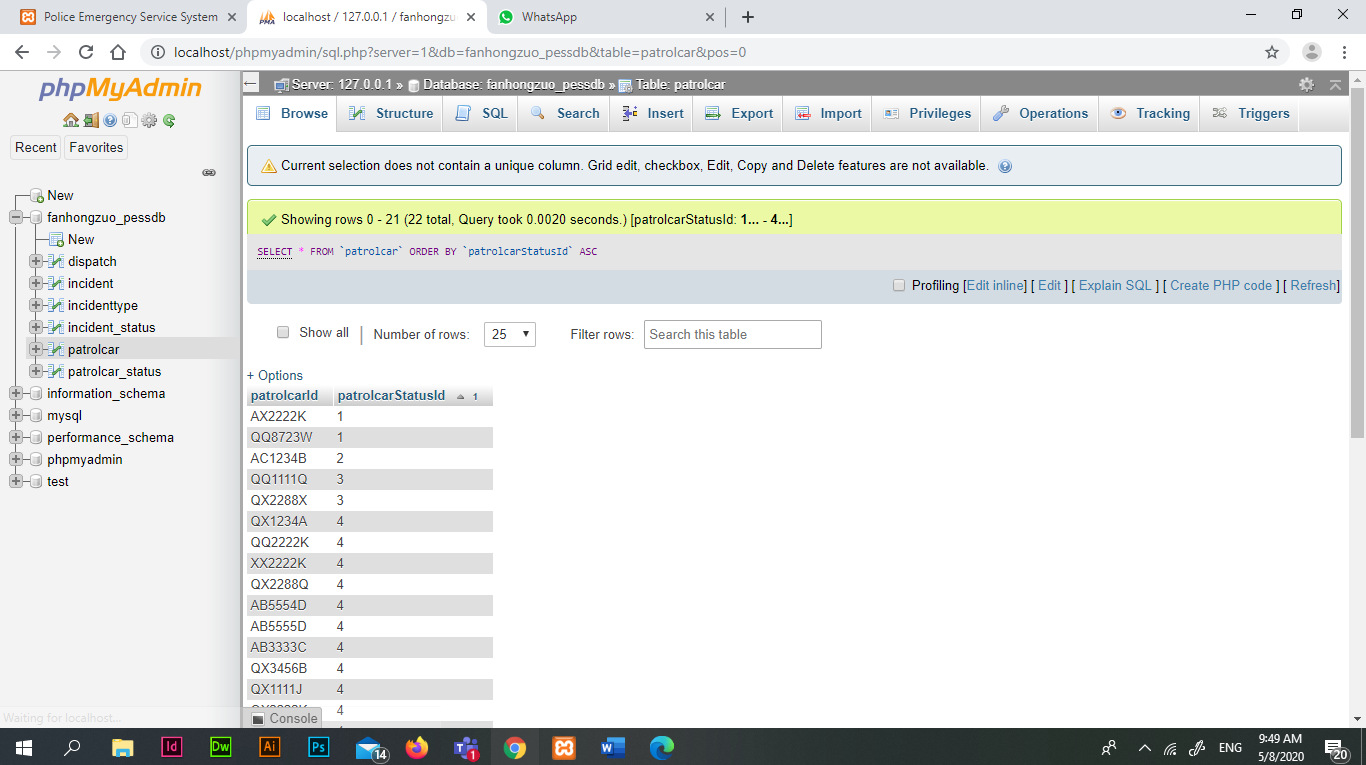 Police Emergency Service System
localhost / 127.0.0.1 / fanhongzuo
WhatsApp
localhost/phpmyadmin/sql.php?server=1&db=fanhongzuo_pessdb&table=patrolcar&pos=0
phpMyAdmin
Recent Favorites
New
fanhongzuo_pessdb
New
dispatch
incident
incidenttype
incident_status
patrolcar
patrolcar_status
information_schema
mysql
performance_schema
phpmyadmin
test
Waiting for localhost...
Server: 127.0.0.1 » Database: fanhongzuo_pessdb » Table: patrolcar
Browse Structure SQL Search Insert Export Import Privileges Operations Tracking Triggers
Current selection does not contain a unique column. Grid edit, checkbox, Edit, Copy and Delete features are not available.
Showing rows 0 - 21 (22 total, Query took 0.0020 seconds.) [patrolcarStatusId: 1... - 4...]
SELECT * FROM `patrolcar` ORDER BY `patrolcarStatusId` ASC
Profiling [Edit inline] [ Edit ] [ Explain SQL ] [ Create PHP code ] [ Refresh]
Show all | Number of rows: 25 Filter rows: Search this table
+ Options
patrolcarId patrolcarStatusId 1
AX2222K 1
QQ8723W 1
AC1234B 2
QQ1111Q 3
QX2288X 3
QX1234A 4
QQ2222K 4
XX2222K 4
QX2288Q 4
AB5554D 4
AB5555D 4
AB3333C 4
QX3456B 4
QX1111J 4
4
Console
Id Dw Ai Ps 14 1 W
ENG
9:49 AM
5/8/2020
20